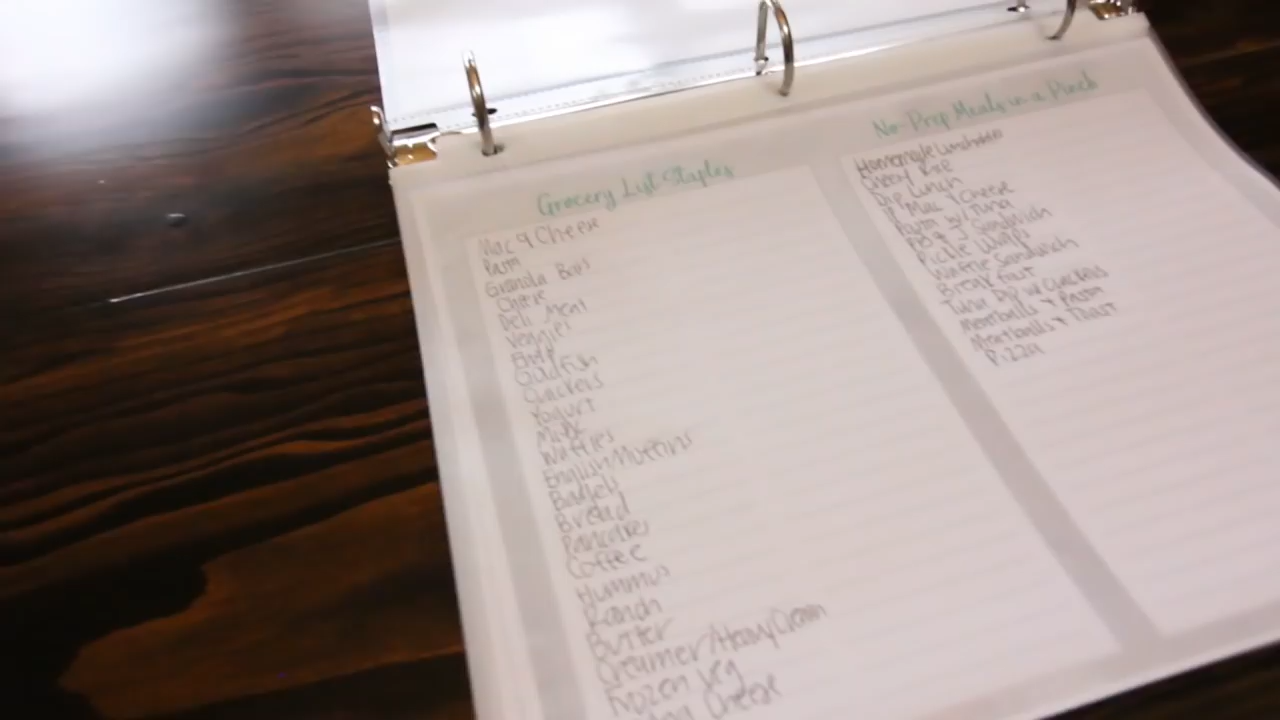 Grocery List Styles
Mac & Cheese
Pasta
Granola Bars
Cheese
Deli Meat
Veggies
Goldfish
Crackers
Yogurt
Milk
Waffles
English Muffins
Bagels
Bread
Pancakes
Coffee
Hummus
Ranch
Butter
Creamer/Heavy Cream
Frozen veg
Cheese
No-Prep Meals in a Pinch
Homemade Lunchables
Cheesy Rice
Dip Lunch
IP Mac & Cheese
Pasta w/ Tuna
PB & J Sandwich
Pickle Wraps
Waffle Sandwich
Breakfast
Tuna Dip w/ Crackers
Meatballs + Pasta
Meatballs + Toast
Pizza